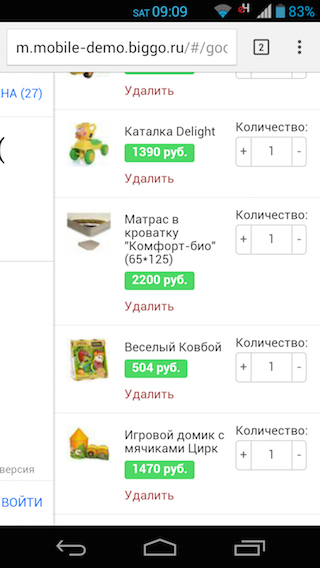 SAT 09:09 83%
m.mobile-demo.biggo.ru/#/goo
2
НА (27)
Удалить
Каталка Delight
Количество:
1390 руб.
+ 1 -
Удалить
Матрас в
кроватку
"Комфорт-био"
(65*125)
Количество:
+ 1 -
2200 руб.
Удалить
Веселый Ковбой
Количество:
504 руб.
+ 1 -
Удалить
Игровой домик с
мячиками Цирк
Количество:
+ 1 -
1470 руб.
Удалить
версия
ВОЙТИ